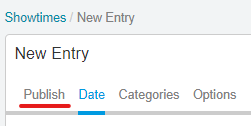 Showtimes / New Entry
New Entry
Publish Date Categories Options